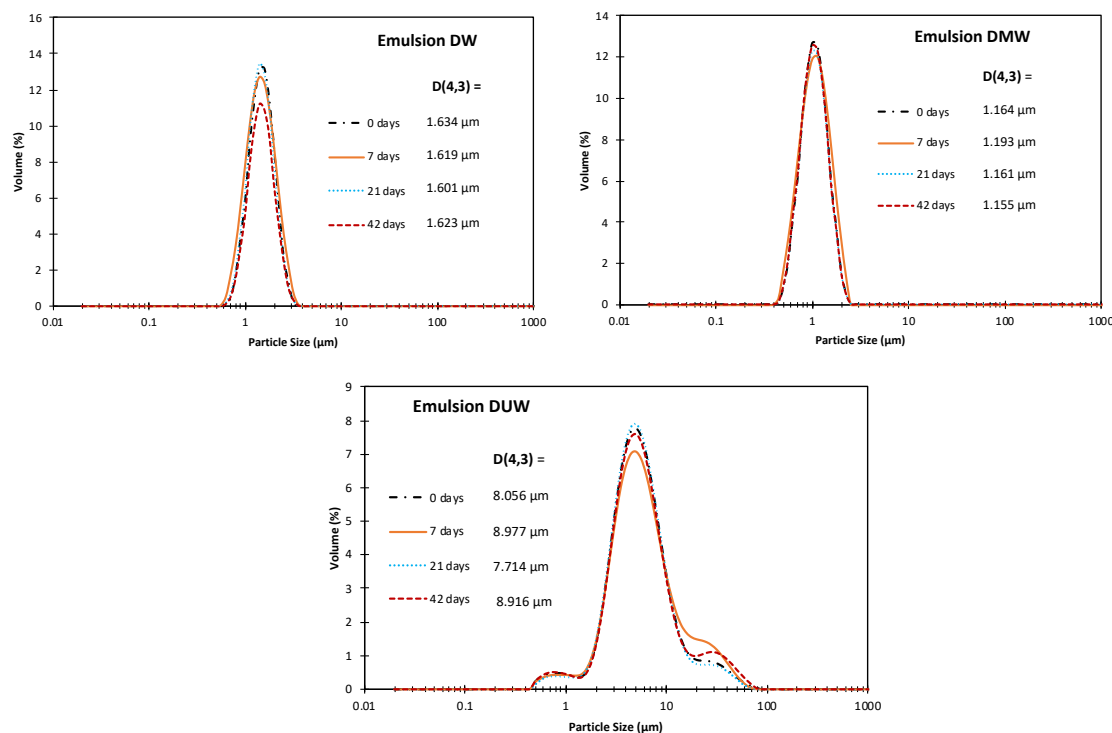 Emulsion DW
D(4,3) =
0 days 1.634 µm
7 days 1.619 µm
21 days 1.601 µm
42 days 1.623 µm
Volume (%)
16
14
12
10
8
6
4
2
0
0.01 0.1 1 10 100 1000
Particle Size (µm)
Emulsion DMW
D(4,3) =
0 days 1.164 µm
7 days 1.193 µm
21 days 1.161 µm
42 days 1.155 µm
Volume (%)
14
12
10
8
6
4
2
0
0.01 0.1 1 10 100 1000
Particle Size (µm)
Emulsion DUW
D(4,3) =
0 days 8.056 µm
7 days 8.977 µm
21 days 7.714 µm
42 days 8.916 µm
Volume (%)
9
8
7
6
5
4
3
2
1
0
0.01 0.1 1 10 100 1000
Particle Size (µm)